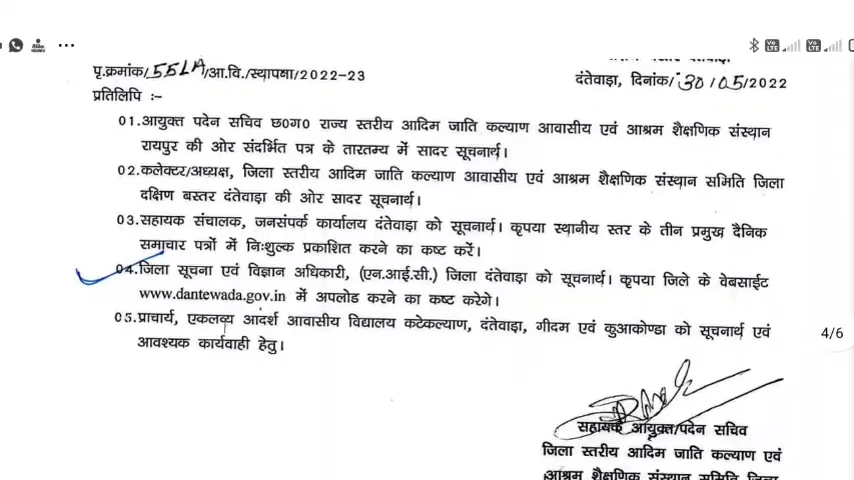 पृ.क्रमांक/551A/आ.वि./स्थापना/2022-23
दंतेवाड़ा, दिनांक/30/05/2022
प्रतिलिपि :-
01.आयुक्त पदेन सचिव छ0ग0 राज्य स्तरीय आदिम जाति कल्याण आवासीय एवं आश्रम शैक्षणिक संस्थान
रायपुर की ओर संदर्भित पत्र के तारतम्य में सादर सूचनार्थ।
02.कलेक्टर/अध्यक्ष, जिला स्तरीय आदिम जाति कल्याण आवासीय एवं आश्रम शैक्षणिक संस्थान समिति जिला
दक्षिण बस्तर दंतेवाड़ा की ओर सादर सूचनार्थ।
03.सहायक संचालक, जनसंपर्क कार्यालय दंतेवाड़ा को सूचनार्थ। कृपया स्थानीय स्तर के तीन प्रमुख दैनिक
समाचार पत्रों में निःशुल्क प्रकाशित करने का कष्ट करें।
04.जिला सूचना एवं विज्ञान अधिकारी, (एन.आई.सी.) जिला दंतेवाड़ा को सूचनार्थ। कृपया जिले के वेबसाईट
www.dantewada.gov.in में अपलोड करने का कष्ट करेगे।
05.प्राचार्य, एकलव्य आदर्श आवासीय विद्यालय कटेकल्याण, दंतेवाड़ा, गीदम एवं कुआकोण्डा को सूचनार्थ एवं
आवश्यक कार्यवाही हेतु।
4/6
सहायक आयुक्त/पदेन सचिव
जिला स्तरीय आदिम जाति कल्याण एवं
आश्रम शैक्षणिक संस्थान समिति जिला